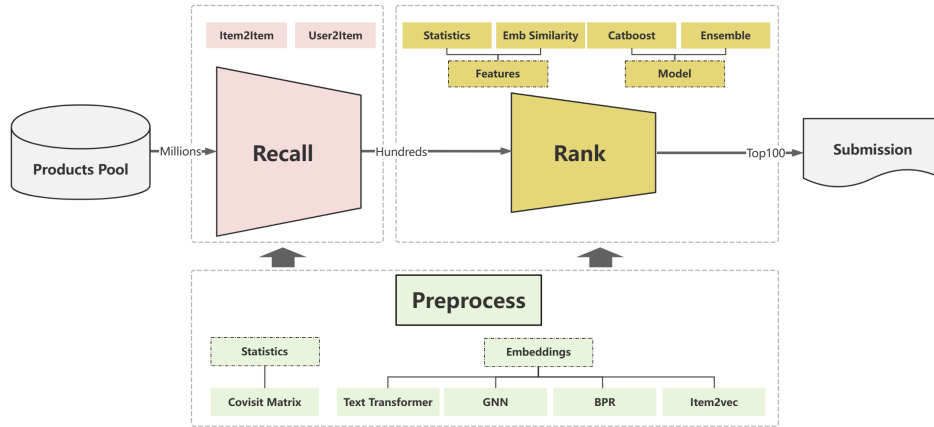 Item2Item
User2Item
Statistics
Emb Similarity
Catboost
Ensemble
Features
Model
Products Pool
Millions
Recall
Hundreds
Rank
Top100
Submission
Preprocess
Statistics
Embeddings
Covisit Matrix
Text Transformer
GNN
BPR
Item2vec